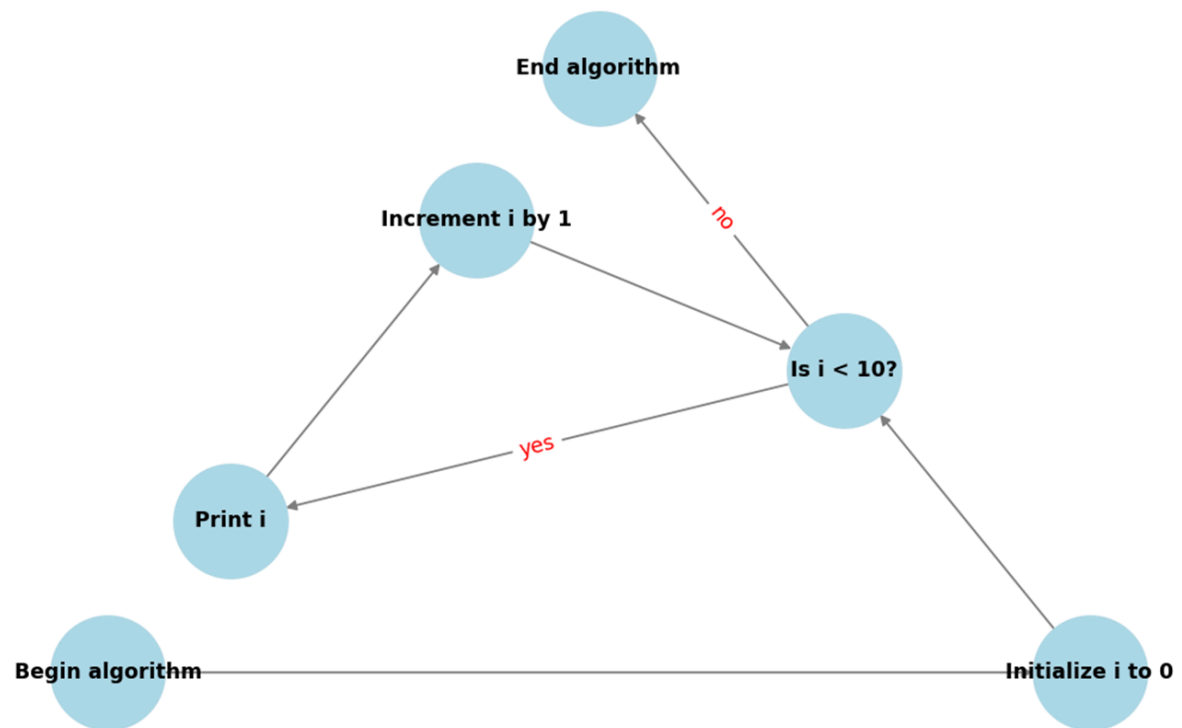 End algorithm
Increment i by 1
no
Is i < 10?
yes
Print i
Begin algorithm
Initialize i to 0